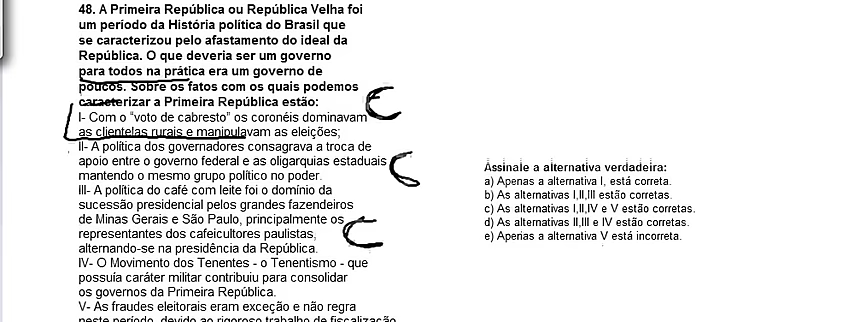 48. A Primeira República ou República Velha foi
um período da História política do Brasil que
se caracterizou pelo afastamento do ideal da
República. O que deveria ser um governo
para todos na prática era um governo de
poucos. Sobre os fatos com os quais podemos
caracterizar a Primeira República estão:
I- Com o “voto de cabresto” os coronéis dominavam
as clientelas rurais e manipulavam as eleições;
II- A política dos governadores consagrava a troca de
apoio entre o governo federal e as oligarquias estaduais
mantendo o mesmo grupo político no poder.
III- A política do café com leite foi o domínio da
sucessão presidencial pelos grandes fazendeiros
de Minas Gerais e São Paulo, principalmente os
representantes dos cafeicultores paulistas,
alternando-se na presidência da República.
IV- O Movimento dos Tenentes - o Tenentismo - que
possuía caráter militar contribuiu para consolidar
os governos da Primeira República.
V- As fraudes eleitorais eram exceção e não regra
neste período, devido ao rigoroso trabalho de fiscalização
C
C
C
Assinale a alternativa verdadeira:
a) Apenas a alternativa I, está correta.
b) As alternativas I,II,III estão corretas.
c) As alternativas I,II,IV e V estão corretas.
d) As alternativas II,III e IV estão corretas.
e) Apenas a alternativa V está incorreta.